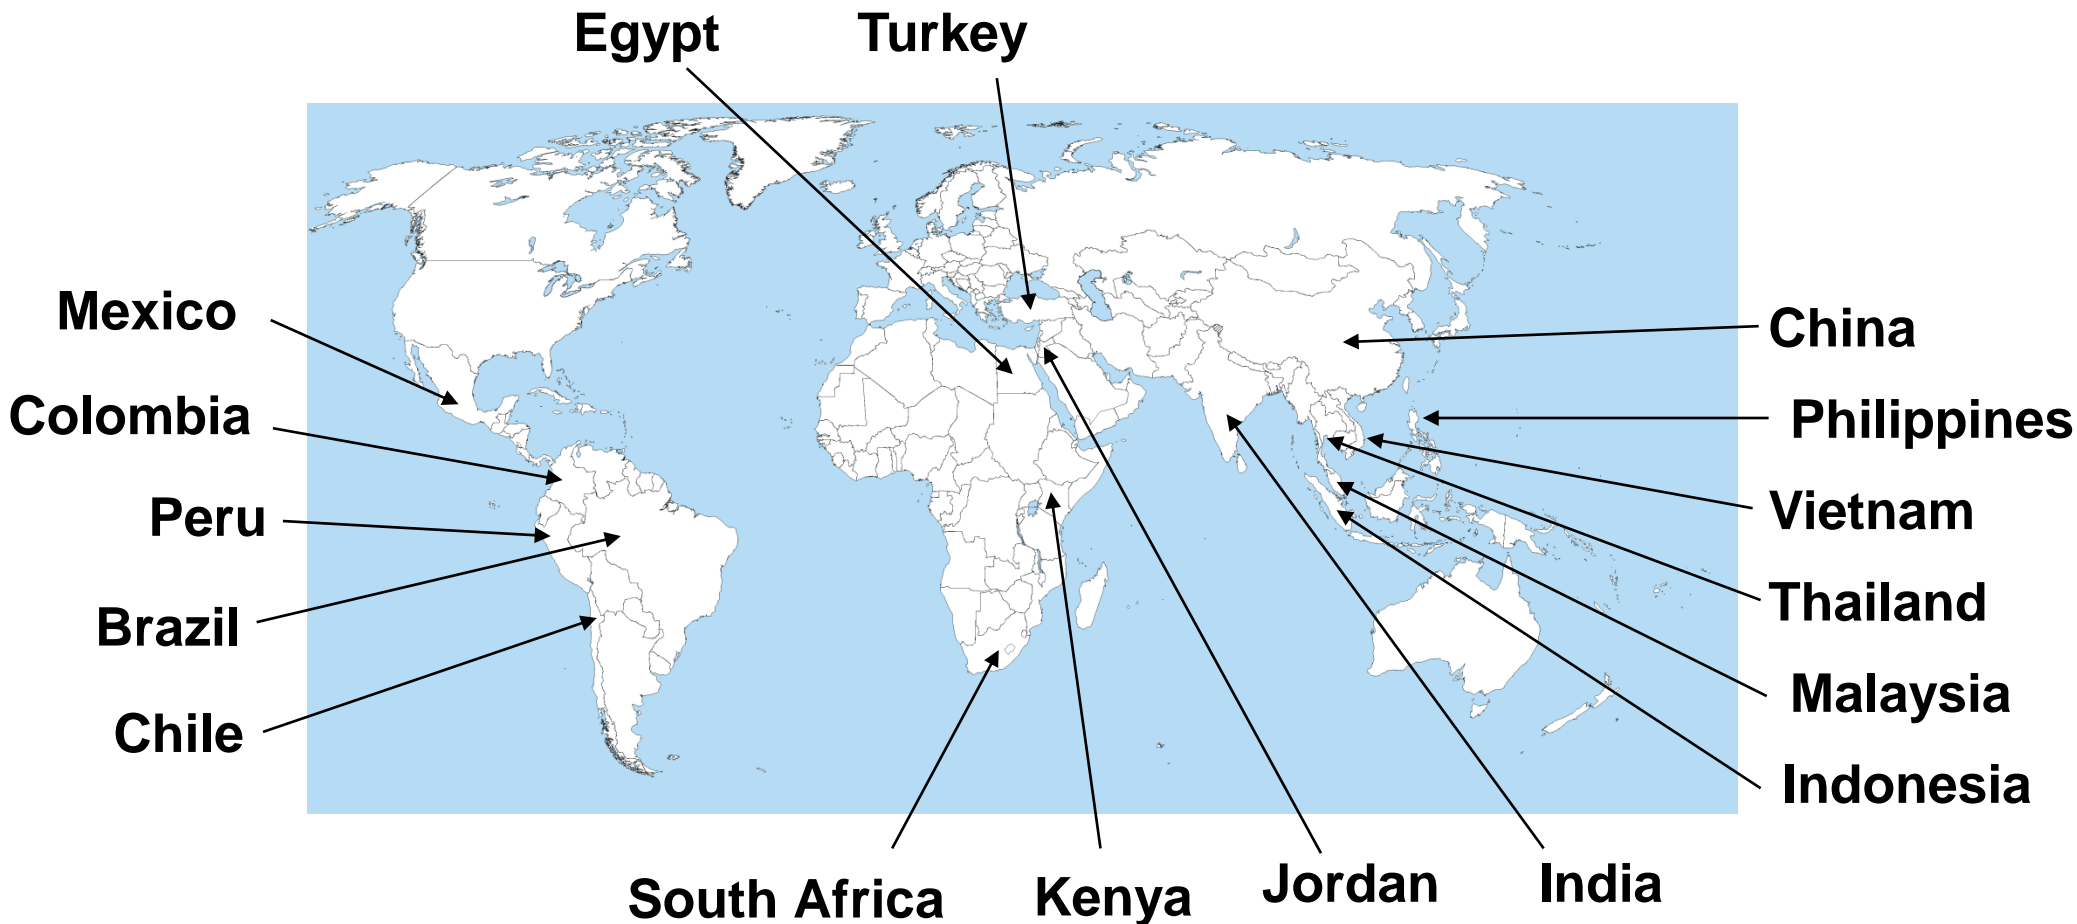 Egypt
Turkey
Mexico
Colombia
Peru
Brazil
Chile
China
Philippines
Vietnam
Thailand
Malaysia
Indonesia
South Africa
Kenya
Jordan
India